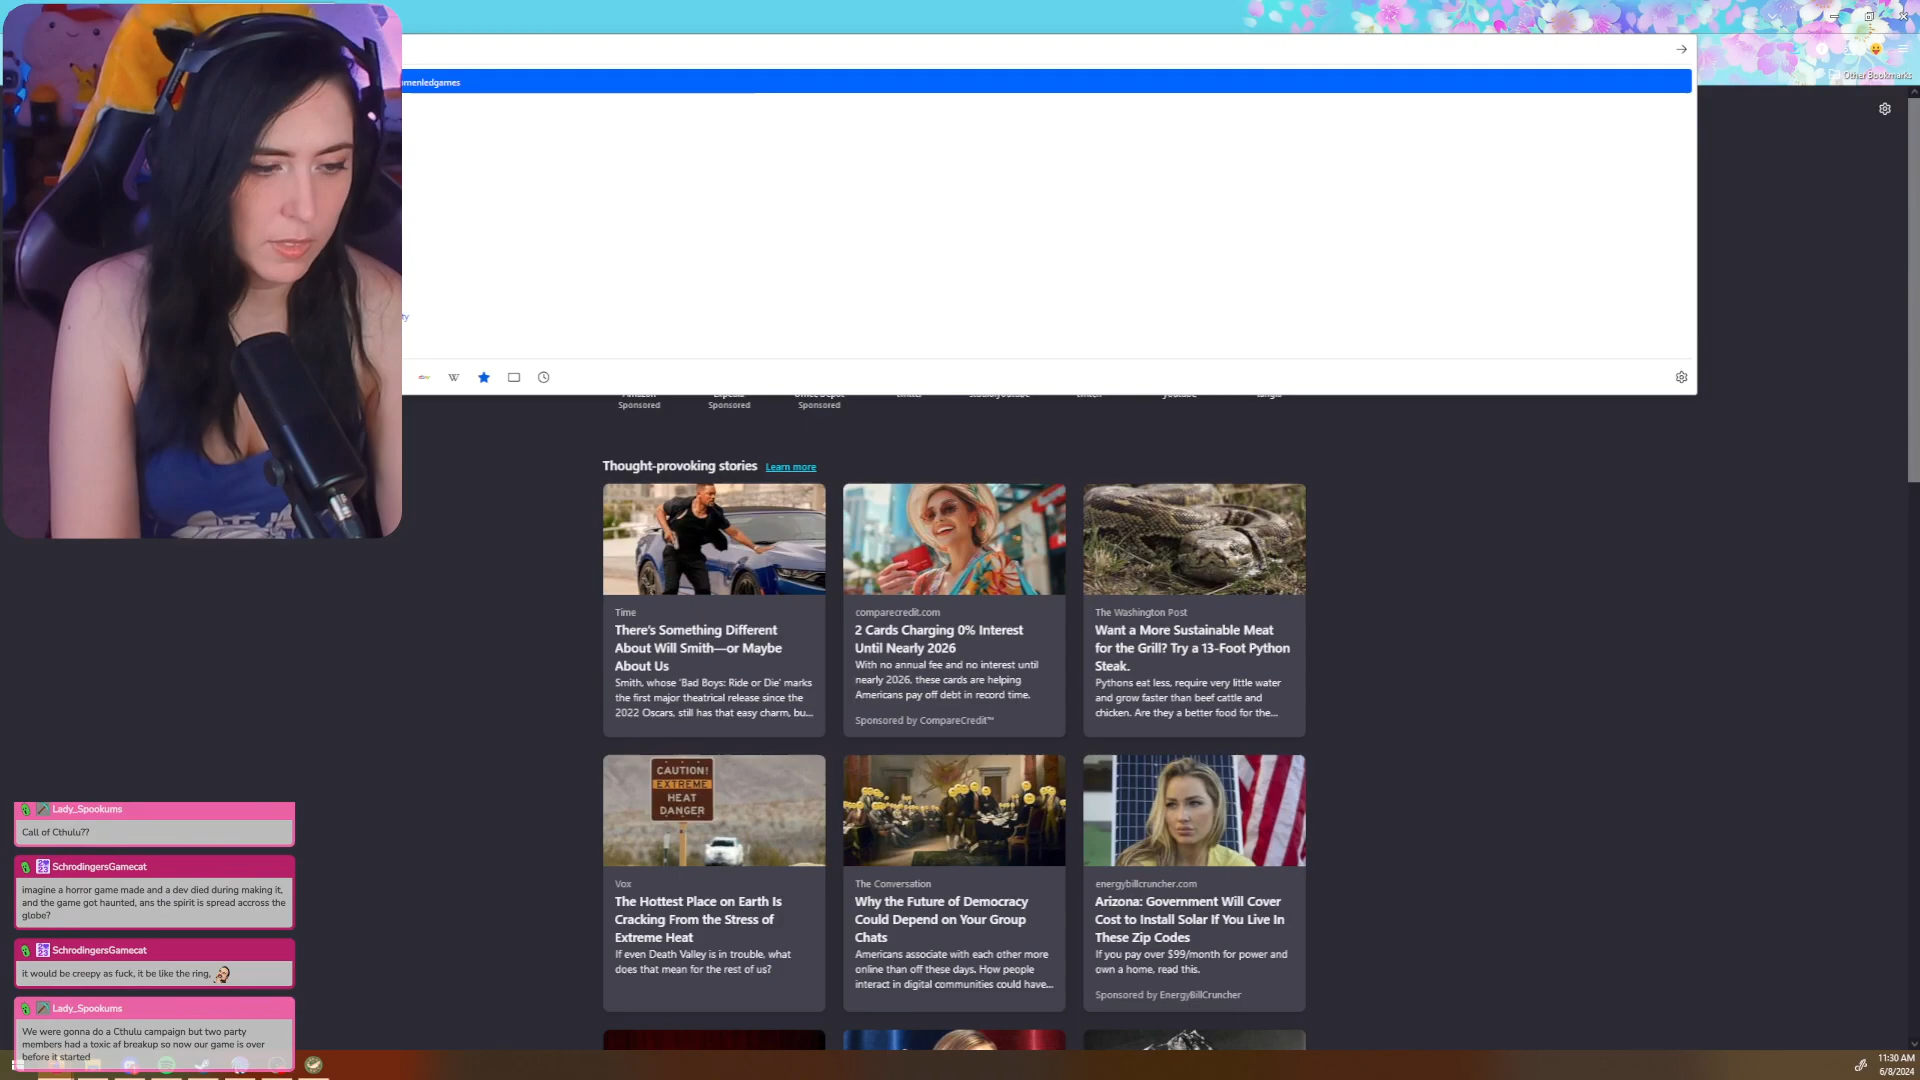 menledgames
Other Bookmarks
ty
Sponsored
Sponsored
Sponsored
Thought-provoking stories Learn more
Time
There's Something Different
About Will Smith—or Maybe
About Us
Smith, whose 'Bad Boys: Ride or Die' marks
the first major theatrical release since the
2022 Oscars, still has that easy charm, bu...
comparecredit.com
2 Cards Charging 0% Interest
Until Nearly 2026
With no annual fee and no interest until
nearly 2026, these cards are helping
Americans pay off debt in record time.
Sponsored by CompareCredit™
The Washington Post
Want a More Sustainable Meat
for the Grill? Try a 13-Foot Python
Steak.
Pythons eat less, require very little water
and grow faster than beef cattle and
chicken. Are they a better food for the...
CAUTION!
EXTREME
HEAT
DANGER
Vox
The Hottest Place on Earth Is
Cracking From the Stress of
Extreme Heat
If even Death Valley is in trouble, what
does that mean for the rest of us?
The Conversation
Why the Future of Democracy
Could Depend on Your Group
Chats
Americans associate with each other more
online than off these days. How people
interact in digital communities could have...
energybillcruncher.com
Arizona: Government Will Cover
Cost to Install Solar If You Live In
These Zip Codes
If you pay over $99/month for power and
own a home, read this.
Sponsored by EnergyBillCruncher
Lady_Spookums
Call of Cthulu??
SchrodingersGamecat
imagine a horror game made and a dev died during making it,
and the game got haunted, ans the spirit is spread accross the
globe?
SchrodingersGamecat
it would be creepy as fuck, it be like the ring,
Lady_Spookums
We were gonna do a Cthulu campaign but two party
members had a toxic af breakup so now our game is over
before it started
11:30 AM
6/8/2024